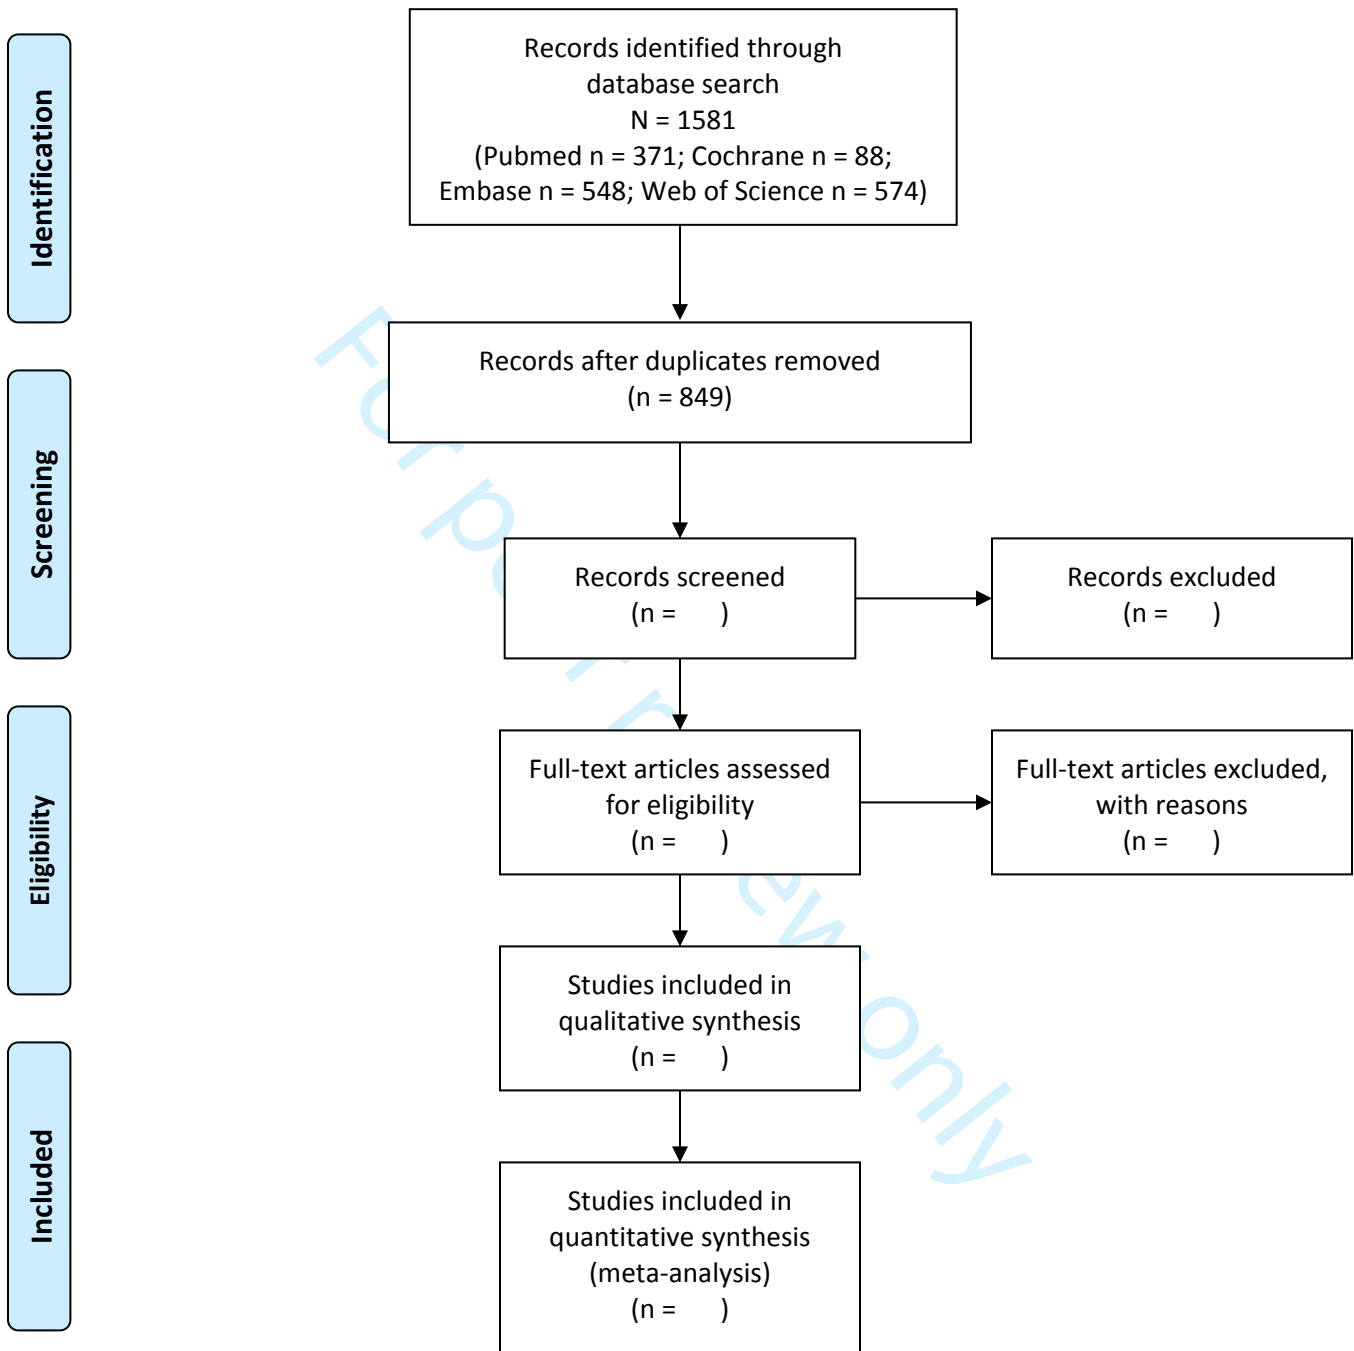 Identification
Records identified through
database search
N = 1581
(Pubmed n = 371; Cochrane n = 88;
Embase n = 548; Web of Science n = 574)
Records after duplicates removed
(n = 849)
Screening
Records screened
(n =      )
Records excluded
(n =      )
Eligibility
Full-text articles assessed
for eligibility
(n =      )
Full-text articles excluded,
with reasons
(n =      )
Studies included in
qualitative synthesis
(n =      )
Included
Studies included in
quantitative synthesis
(meta-analysis)
(n =      )
For peer review only